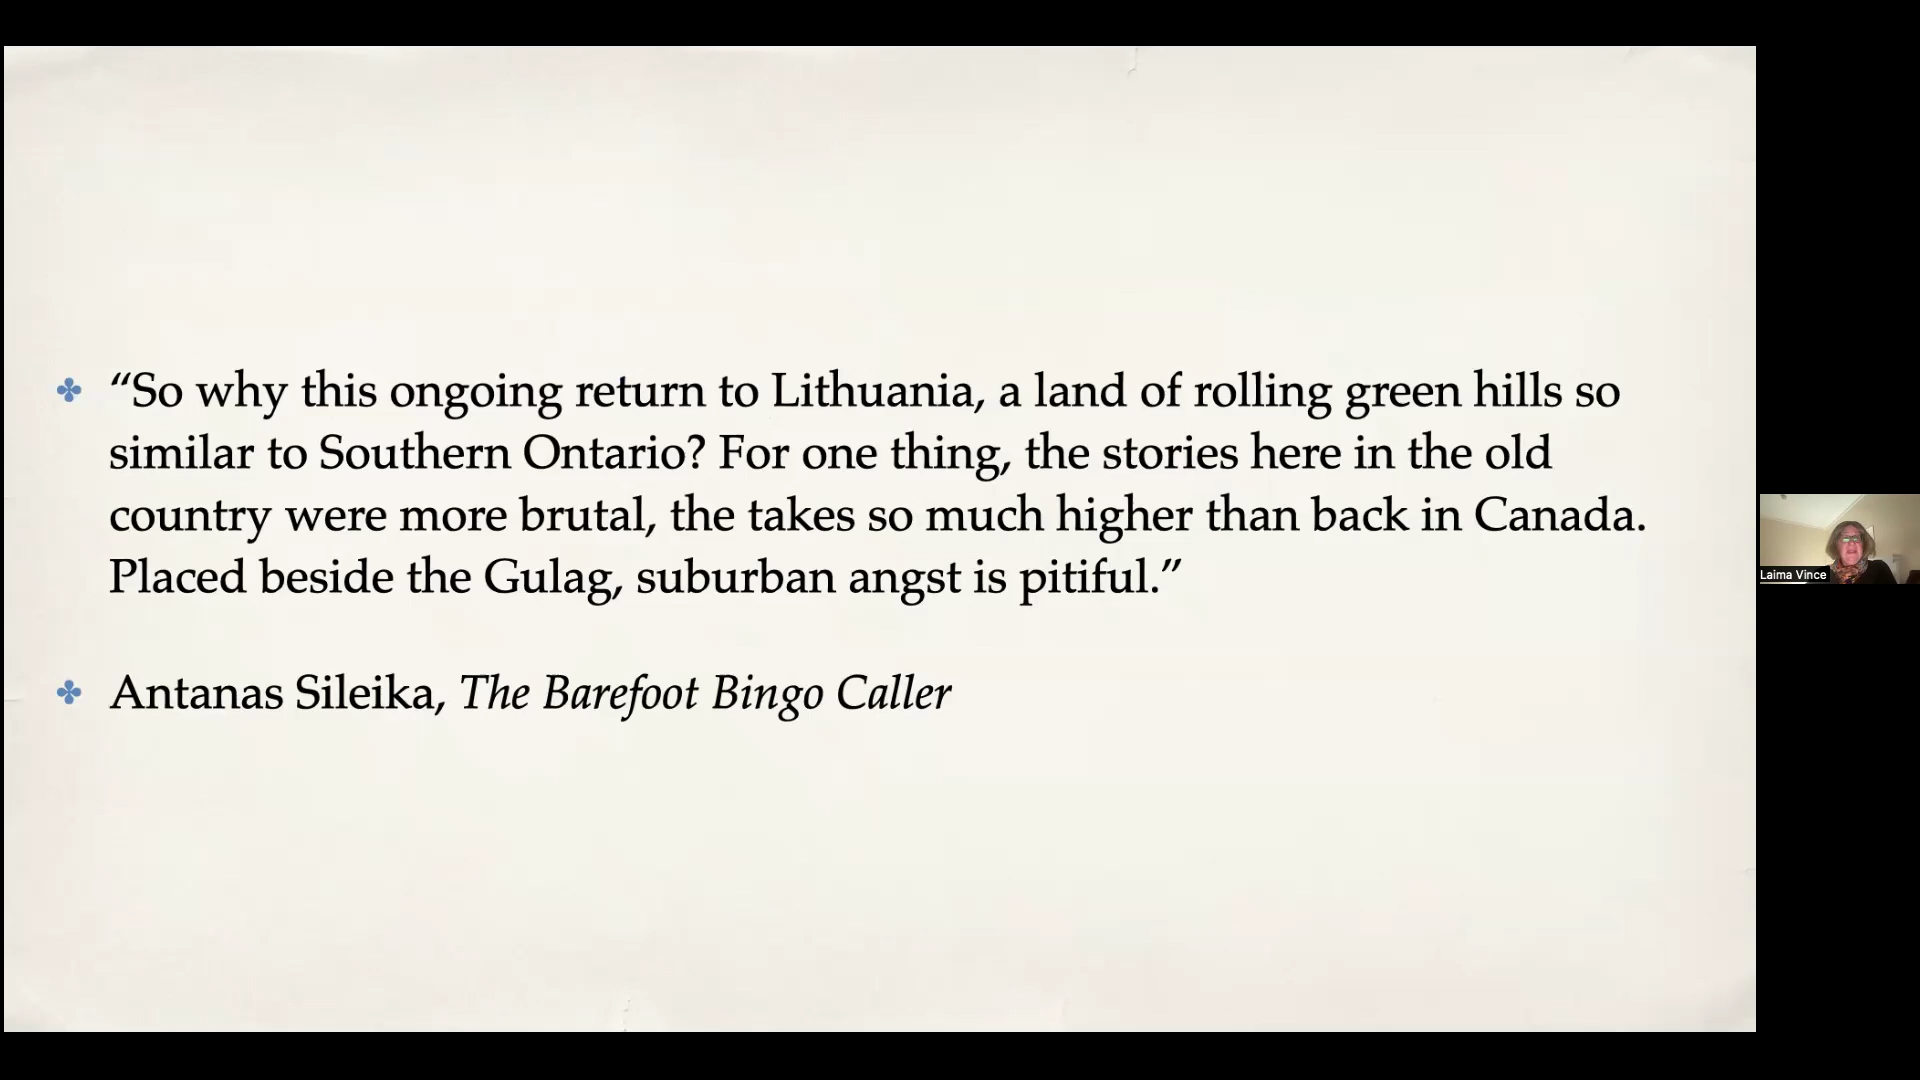 “So why this ongoing return to Lithuania, a land of rolling green hills so
similar to Southern Ontario? For one thing, the stories here in the old
country were more brutal, the takes so much higher than back in Canada.
Placed beside the Gulag, suburban angst is pitiful.”
Antanas Sileika, The Barefoot Bingo Caller
Laima Vince